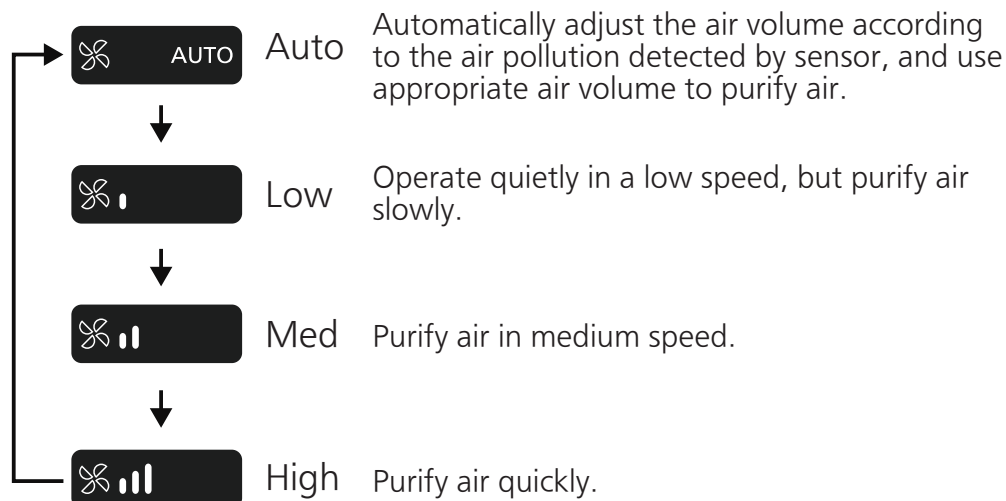 AUTO
Auto
Automatically adjust the air volume according
to the air pollution detected by sensor, and use
appropriate air volume to purify air.
Low
Operate quietly in a low speed, but purify air
slowly.
Med
Purify air in medium speed.
High
Purify air quickly.